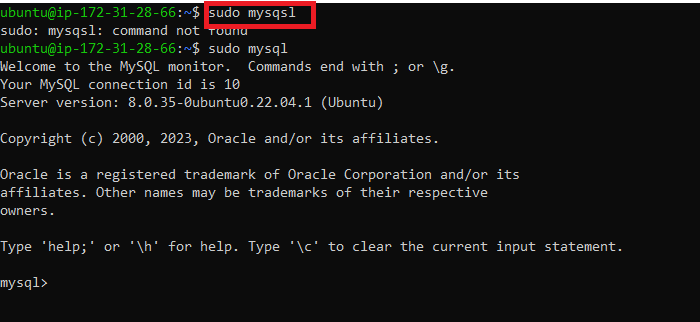 ubuntu@ip-172-31-28-66:~$ sudo mysqsl
sudo: mysqsl: command not found
ubuntu@ip-172-31-28-66:~$ sudo mysql
Welcome to the MySQL monitor.  Commands end with ; or \g.
Your MySQL connection id is 10
Server version: 8.0.35-0ubuntu0.22.04.1 (Ubuntu)
Copyright (c) 2000, 2023, Oracle and/or its affiliates.
Oracle is a registered trademark of Oracle Corporation and/or its
affiliates. Other names may be trademarks of their respective
owners.
Type 'help;' or '\h' for help. Type '\c' to clear the current input statement.
mysql>